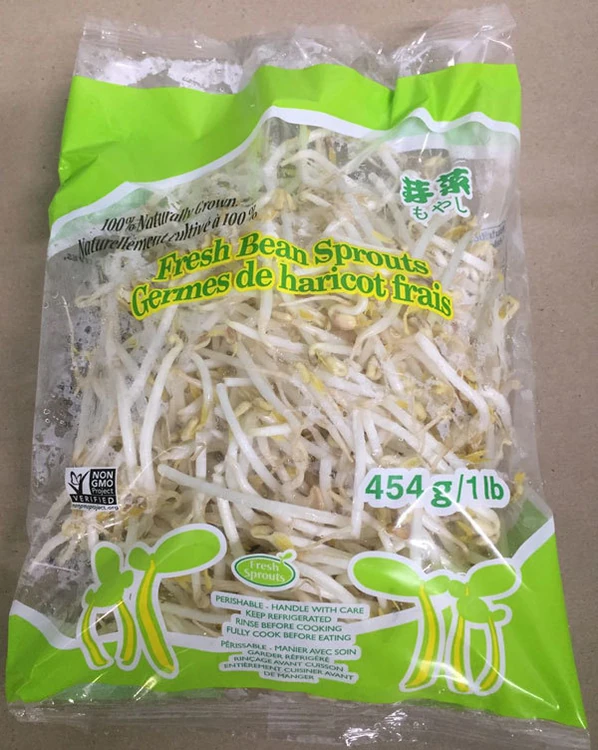 芽菜
もやし
100% Naturally Grown
Naturellement cultivé à 100%
Fresh Bean Sprouts
Germes de haricot frais
NON
GMO
Project
VERIFIED
nongmoproject.org
454 g/1 lb
Fresh
Sprouts
PERISHABLE - HANDLE WITH CARE
KEEP REFRIGERATED
RINSE BEFORE COOKING
FULLY COOK BEFORE EATING
PÉRISSABLE - MANIER AVEC SOIN
GARDER RÉFRIGÉRÉ
RINÇAGE AVANT CUISSON
ENTIÈREMENT CUISINER AVANT
DE MANGER